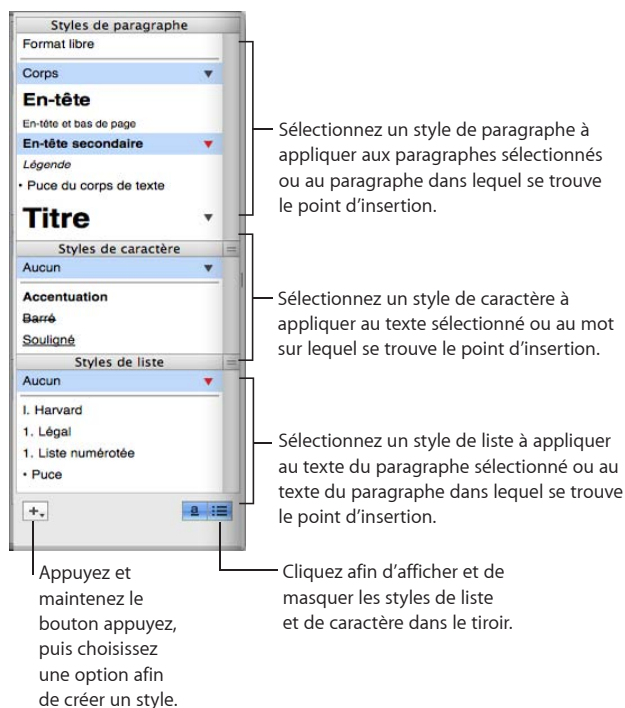 Styles de paragraphe
Format libre
Corps
En-tête
En-tête et bas de page
En-tête secondaire
Légende
• Puce du corps de texte
Titre
Styles de caractère
Aucun
Accentuation
Barré
Souligné
Styles de liste
Aucun
I. Harvard
1. Légal
1. Liste numérotée
• Puce
a
Sélectionnez un style de paragraphe à
appliquer aux paragraphes sélectionnés
ou au paragraphe dans lequel se trouve
le point d’insertion.
Sélectionnez un style de caractère à
appliquer au texte sélectionné ou au mot
sur lequel se trouve le point d’insertion.
Sélectionnez un style de liste à appliquer
au texte du paragraphe sélectionné ou au
texte du paragraphe dans lequel se trouve
le point d’insertion.
Appuyez et
maintenez le
bouton appuyez,
puis choisissez
une option afin
de créer un style.
Cliquez afin d’afficher et de
masquer les styles de liste
et de caractère dans le tiroir.